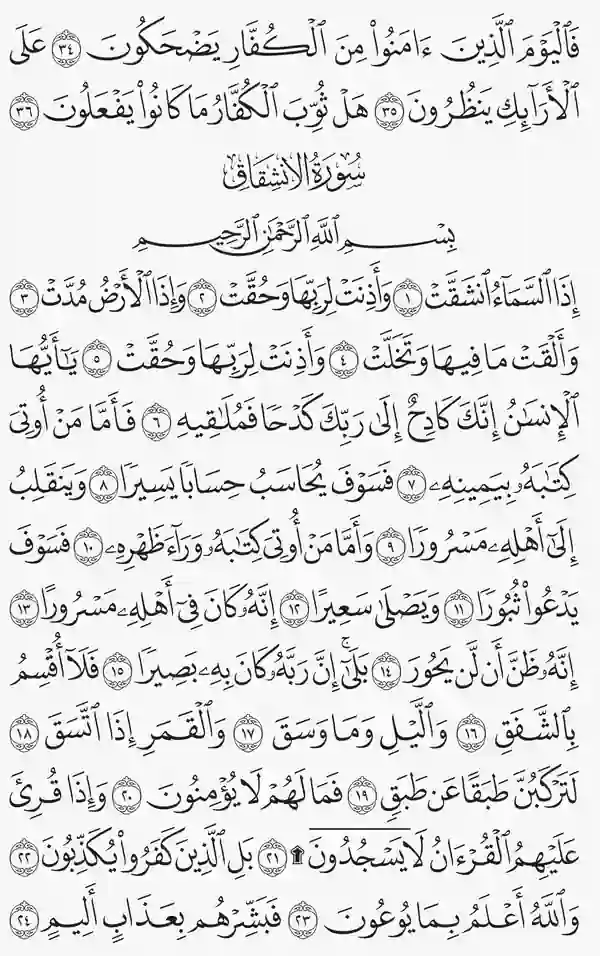 فَٱلۡيَوۡمَ ٱلَّذِينَ ءَامَنُواْ مِنَ ٱلۡكُفَّارِ يَضۡحَكُونَ ٣٤ عَلَى
ٱلۡأَرَآئِكِ يَنظُرُونَ ٣٥ هَلۡ ثُوِّبَ ٱلۡكُفَّارُ مَا كَانُواْ يَفۡعَلُونَ ٣٦
سُورَةُ الانشِقَاقِ
بِسۡمِ ٱللَّهِ ٱلرَّحۡمَٰنِ ٱلرَّحِيمِ
إِذَا ٱلسَّمَآءُ ٱنشَقَّتۡ ١ وَأَذِنَتۡ لِرَبِّهَا وَحُقَّتۡ ٢ وَإِذَا ٱلۡأَرۡضُ مُدَّتۡ ٣
وَأَلۡقَتۡ مَا فِيهَا وَتَخَلَّتۡ ٤ وَأَذِنَتۡ لِرَبِّهَا وَحُقَّتۡ ٥ يَٰٓأَيُّهَا
ٱلۡإِنسَٰنُ إِنَّكَ كَادِحٌ إِلَىٰ رَبِّكَ كَدۡحٗا فَمُلَٰقِيهِ ٦ فَأَمَّا مَنۡ أُوتِيَ
كِتَٰبَهُۥ بِيَمِينِهِۦ ٧ فَسَوۡفَ يُحَاسَبُ حِسَابٗا يَسِيرٗا ٨ وَيَنقَلِبُ
إِلَىٰٓ أَهۡلِهِۦ مَسۡرُورٗا ٩ وَأَمَّا مَنۡ أُوتِيَ كِتَٰبَهُۥ وَرَآءَ ظَهۡرِهِۦ ١٠ فَسَوۡفَ
يَدۡعُواْ ثُبُورٗا ١١ وَيَصۡلَىٰ سَعِيرًا ١٢ إِنَّهُۥ كَانَ فِيٓ أَهۡلِهِۦ مَسۡرُورًا ١٣
إِنَّهُۥ ظَنَّ أَن لَّن يَحُورَ ١٤ بَلَىٰٓۚ إِنَّ رَبَّهُۥ كَانَ بِهِۦ بَصِيرٗا ١٥ فَلَآ أُقۡسِمُ
بِٱلشَّفَقِ ١٦ وَٱلَّيۡلِ وَمَا وَسَقَ ١٧ وَٱلۡقَمَرِ إِذَا ٱتَّسَقَ ١٨
لَتَرۡكَبُنَّ طَبَقًا عَن طَبَقٖ ١٩ فَمَا لَهُمۡ لَا يُؤۡمِنُونَ ٢٠ وَإِذَا قُرِئَ
عَلَيۡهِمُ ٱلۡقُرۡءَانُ لَا يَسۡجُدُونَ۩ ٢١ بَلِ ٱلَّذِينَ كَفَرُواْ يُكَذِّبُونَ ٢٢
وَٱللَّهُ أَعۡلَمُ بِمَا يُوعُونَ ٢٣ فَبَشِّرۡهُم بِعَذَابٍ أَلِيمٍ ٢٤